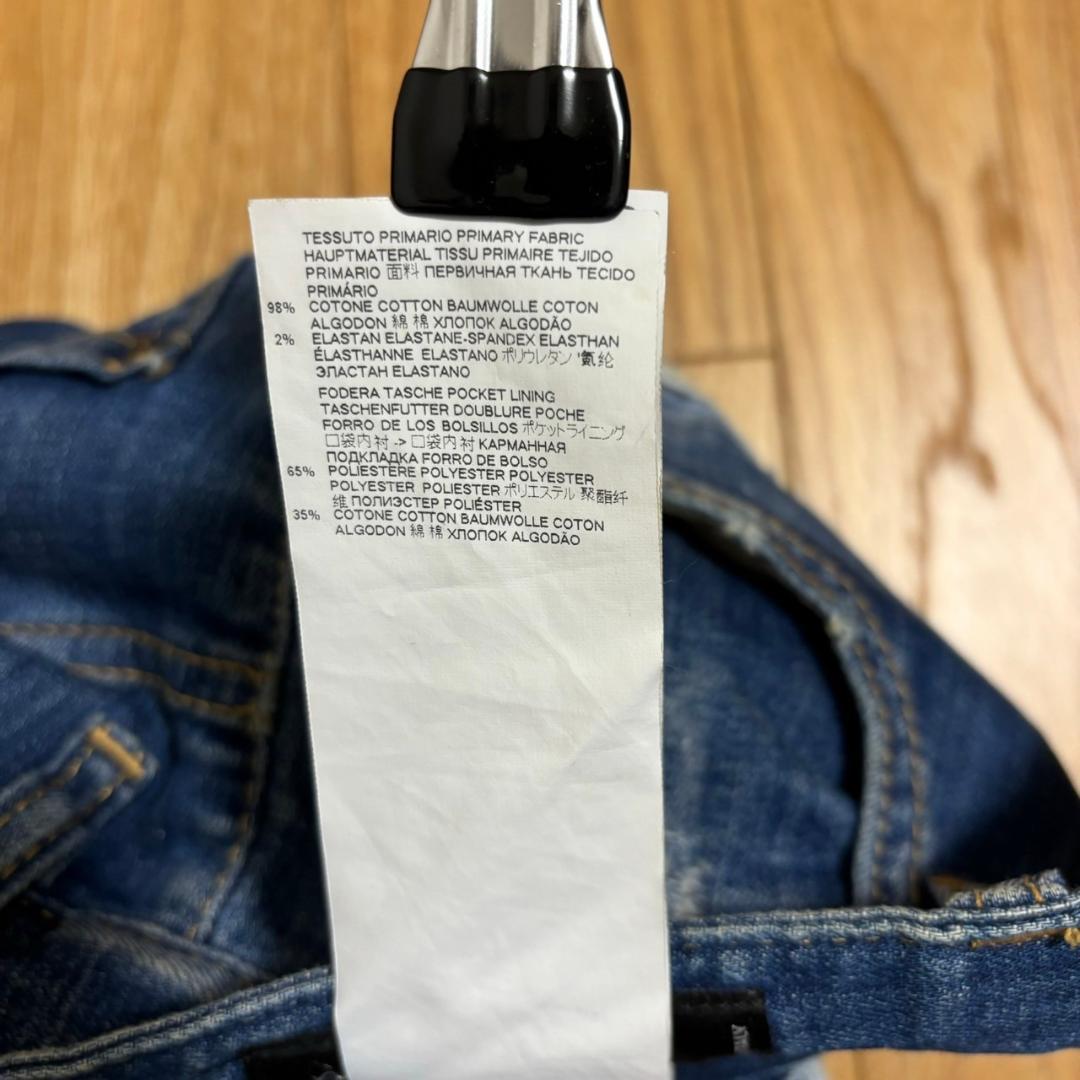 TESSUTO PRIMARIO PRIMARY FABRIC
HAUPTMATERIAL TISSU PRIMAIRE TEJIDO
PRIMARIO 面料 ПЕРВИЧНАЯ ТКАНЬ TECIDO
PRIMÁRIO
98% COTONE COTTON BAUMWOLLE COTON
ALGODON 綿 棉 ХЛОПОК ALGODÃO
2% ELASTAN ELASTANE-SPANDEX ELASTHAN
ÉLASTHANNE ELASTANO ポリウレタン '氨纶
ЭЛАСТАН ELASTANO
FODERA TASCHE POCKET LINING
TASCHENFUTTER DOUBLURE POCHE
FORRO DE LOS BOLSILLOS ポケットライニング
口袋内衬 -> 口袋内衬 КАРМАННАЯ
ПОДКЛАДКА FORRO DE BOLSO
65% POLIESTERE POLYESTER POLYESTER
POLYESTER POLIESTER ポリエステル 聚酯纤
维 ПОЛИЭСТЕР POLIÉSTER
35% COTONE COTTON BAUMWOLLE COTON
ALGODON 綿 棉 ХЛОПОК ALGODÃO